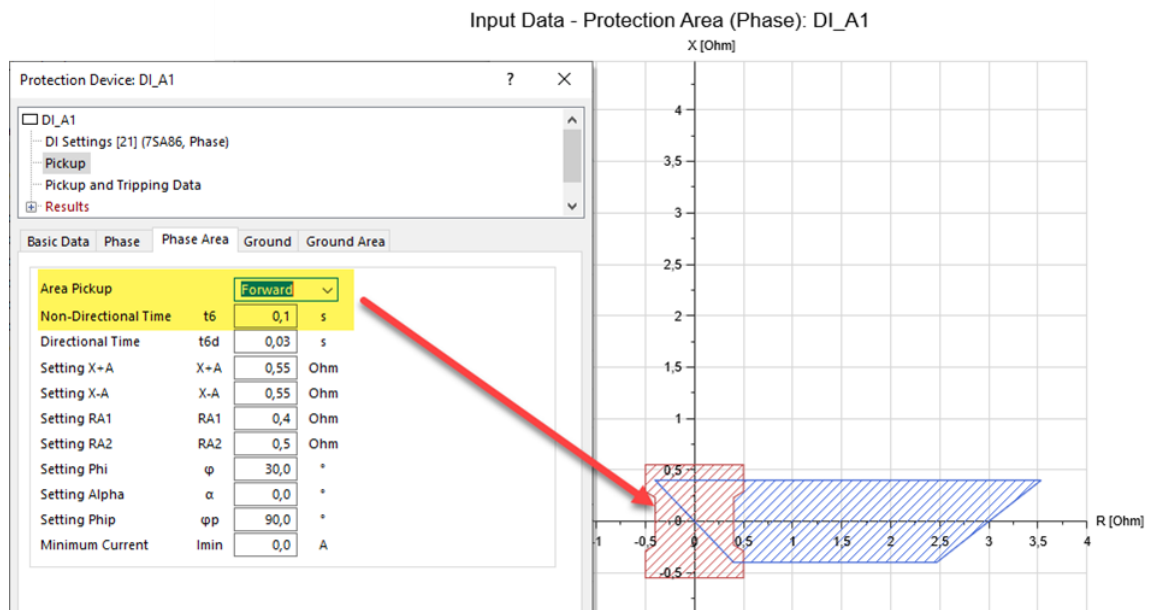 Input Data - Protection Area (Phase): DI_A1
X [Ohm]
Protection Device: DI_A1 ?
DI_A1
DI Settings [21] (7SA86, Phase)
Pickup
Pickup and Tripping Data
Results
Basic Data Phase Phase Area Ground Ground Area
Area Pickup Forward
Non-Directional Time t6 0,1 s
Directional Time t6d 0,03 s
Setting X+A X+A 0,55 Ohm
Setting X-A X-A 0,55 Ohm
Setting RA1 RA1 0,4 Ohm
Setting RA2 RA2 0,5 Ohm
Setting Phi φ 30,0 °
Setting Alpha α 0,0 °
Setting Phip φp 90,0 °
Minimum Current Imin 0,0 A
4
3,5
3
2,5
2
1,5
1
0,5
0
-0,5
-1 -0,5 0 0,5 1 1,5 2 2,5 3 3,5 4
R [Ohm]